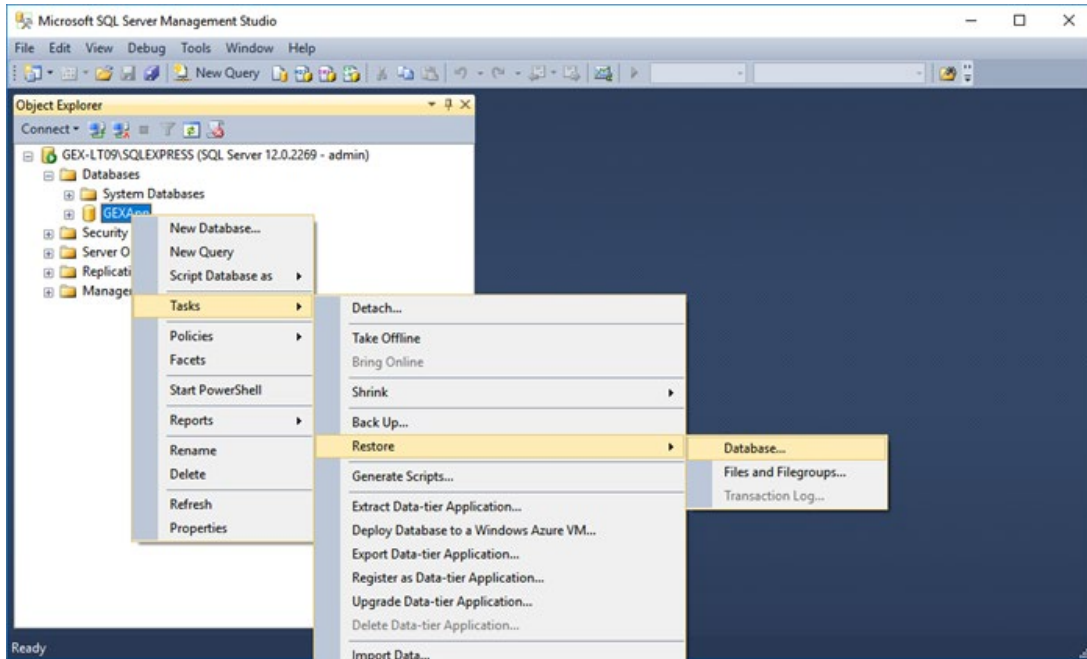 Microsoft SQL Server Management Studio
File Edit View Debug Tools Window Help
New Query
Object Explorer
Connect
GEX-LT09\SQLEXPRESS (SQL Server 12.0.2269 - admin)
Databases
System Databases
GEXApp
Security
Server O
Replicati
Manage
New Database...
New Query
Script Database as
Tasks
Policies
Facets
Start PowerShell
Reports
Rename
Delete
Refresh
Properties
Detach...
Take Offline
Bring Online
Shrink
Back Up...
Restore
Generate Scripts...
Extract Data-tier Application...
Deploy Database to a Windows Azure VM...
Export Data-tier Application...
Register as Data-tier Application...
Upgrade Data-tier Application...
Delete Data-tier Application...
Import Data...
Database...
Files and Filegroups...
Transaction Log...
Ready